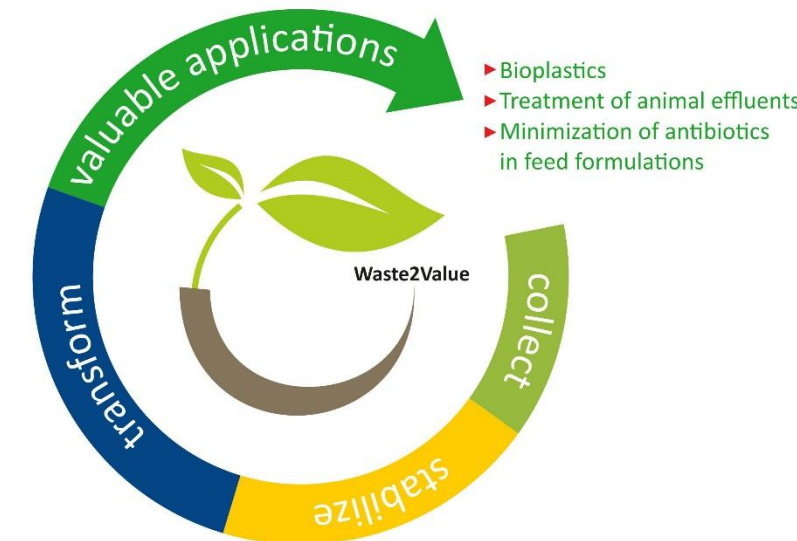 valuable applications
► Bioplastics
► Treatment of animal effluents
► Minimization of antibiotics
in feed formulations
Waste2Value
collect
transform
stabilize